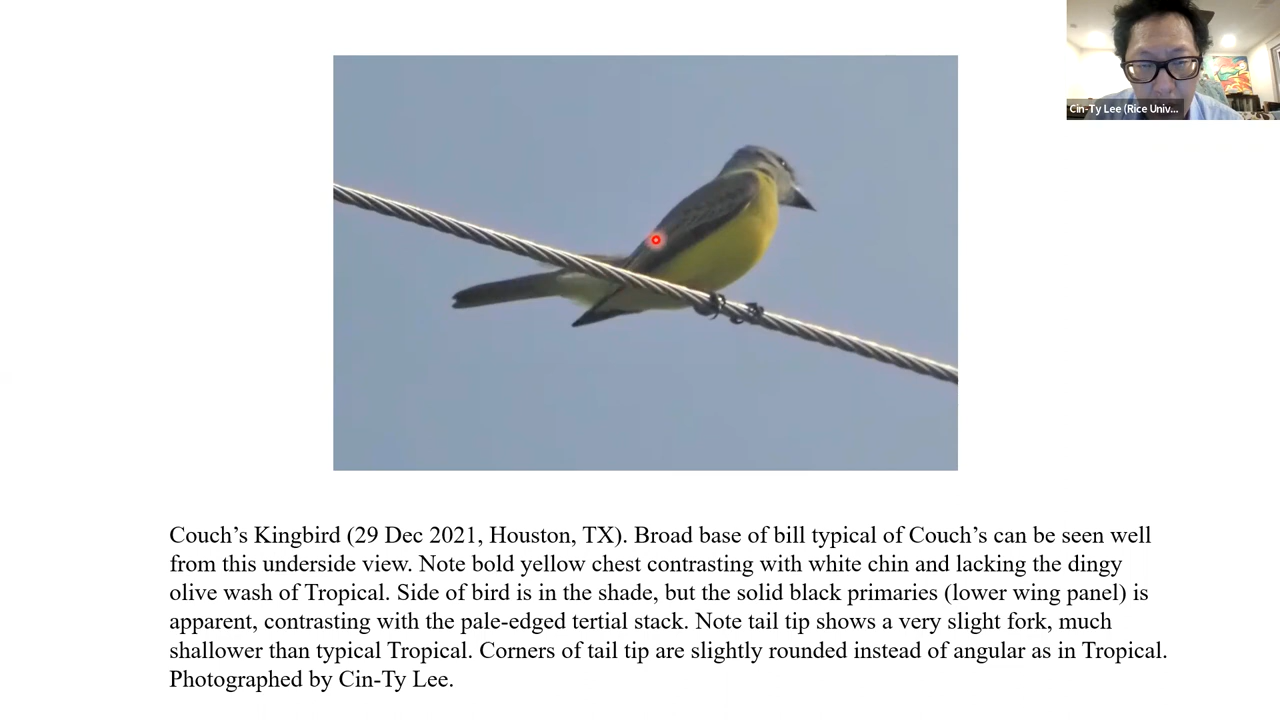 Cin-Ty Lee (Rice Univ...
Couch’s Kingbird (29 Dec 2021, Houston, TX). Broad base of bill typical of Couch’s can be seen well
from this underside view. Note bold yellow chest contrasting with white chin and lacking the dingy
olive wash of Tropical. Side of bird is in the shade, but the solid black primaries (lower wing panel) is
apparent, contrasting with the pale-edged tertial stack. Note tail tip shows a very slight fork, much
shallower than typical Tropical. Corners of tail tip are slightly rounded instead of angular as in Tropical.
Photographed by Cin-Ty Lee.